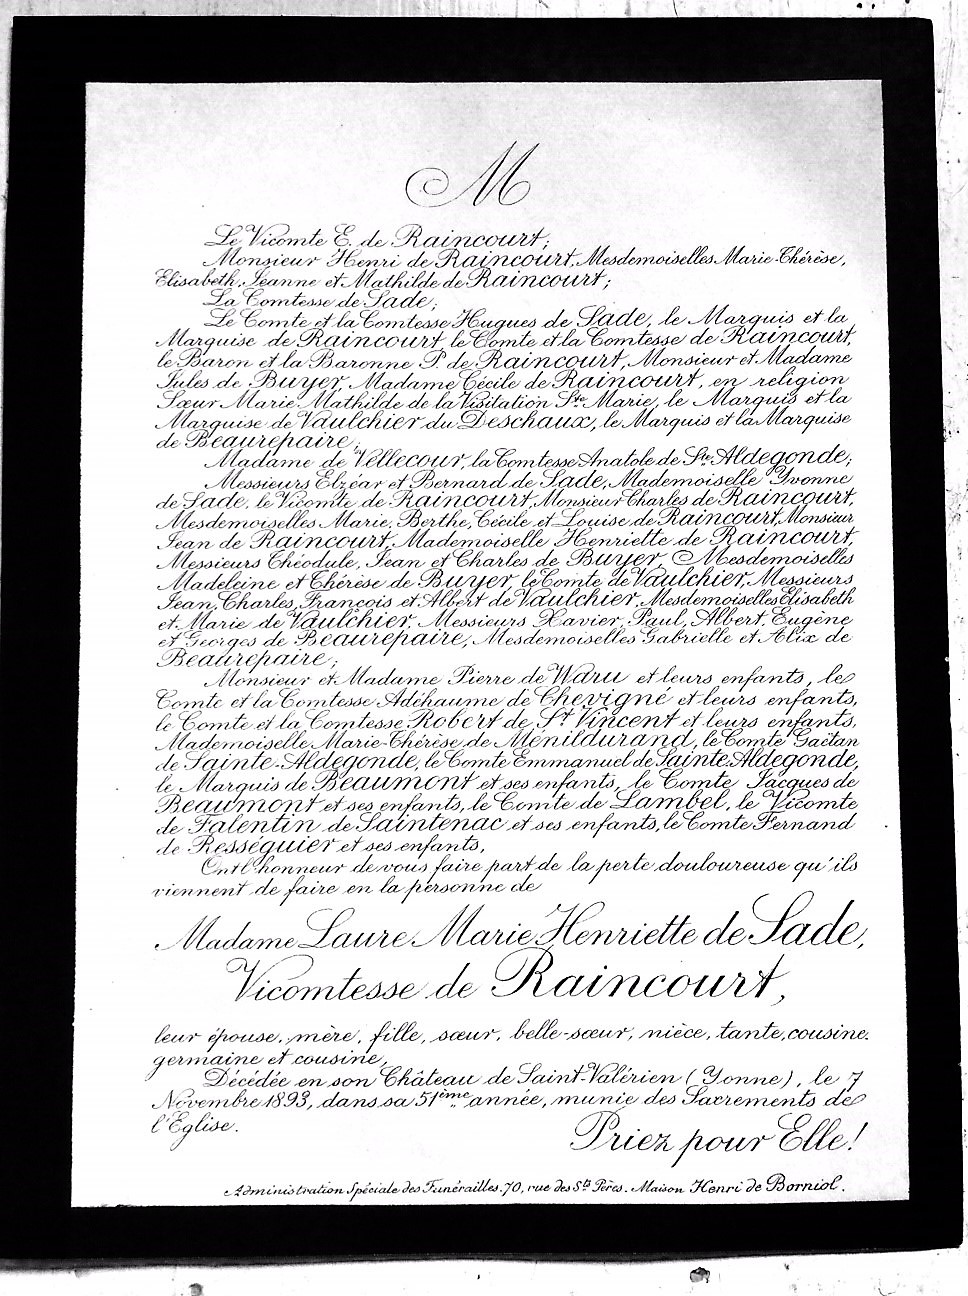 M
Le Vicomte E. de Raincourt;
Monsieur Henri de Raincourt, Mesdemoiselles Marie-Thérèse,
Elisabeth, Jeanne et Mathilde de Raincourt;
La Comtesse de Sade;
Le Comte et la Comtesse Hugues de Sade, le Marquis et la
Marquise de Raincourt, le Comte et la Comtesse de Raincourt,
le Baron et la Baronne P. de Raincourt, Monsieur et Madame
Jules de Buyer, Madame Cécile de Raincourt, en religion
Sœur Marie Mathilde de la Visitation Ste Marie, le Marquis et la
Marquise de Vaulchier du Deschaux, le Marquis et la Marquise
de Beaurepaire;
Madame de Vellecour, la Comtesse Anatole de Ste Aldegonde;
Messieurs Elzéar et Bernard de Sade, Mademoiselle Yvonne
de Sade, le Vicomte de Raincourt, Monsieur Charles de Raincourt,
Mesdemoiselles Marie, Berthe, Cécile et Louise de Raincourt, Monsieur
Jean de Raincourt, Mademoiselle Henriette de Raincourt,
Messieurs Théodule, Jean et Charles de Buyer, Mesdemoiselles
Madeleine et Thérèse de Buyer, le Comte de Vaulchier, Messieurs
Jean, Charles, François et Albert de Vaulchier, Mesdemoiselles Elisabeth
et Marie de Vaulchier, Messieurs Xavier, Paul, Albert, Eugène
et Georges de Beaurepaire, Mesdemoiselles Gabrielle et Alix de
Beaurepaire;
Monsieur et Madame Pierre de Waru et leurs enfants, le
Comte et la Comtesse Adéhaume de Chevigné et leurs enfants,
le Comte et la Comtesse Robert de St Vincent et leurs enfants,
Mademoiselle Marie-Thérèse de Ménildurand, le Comte Gaëtan
de Sainte-Aldegonde, le Comte Emmanuel de Sainte Aldegonde,
le Marquis de Beaumont et ses enfants, le Comte Jacques de
Beaumont et ses enfants, le Comte de Lambel, le Vicomte
de Falentin de Saintenac et ses enfants, le Comte Fernand
de Rességuier et ses enfants,
Ont l'honneur de vous faire part de la perte douloureuse qu'ils
viennent de faire en la personne de
Madame Laure Marie Henriette de Sade,
Vicomtesse de Raincourt,
leur épouse, mère, fille, sœur, belle-sœur, nièce, tante, cousine
germaine et cousine,
Décédée en son Château de Saint-Valérien (Yonne), le 7
Novembre 1893, dans sa 51ème année, munie des Sacrements de
l'Eglise.
Priez pour Elle!
Administration Spéciale des Funérailles. 70, rue des Sts Pères. Maison Henri de Borniol.